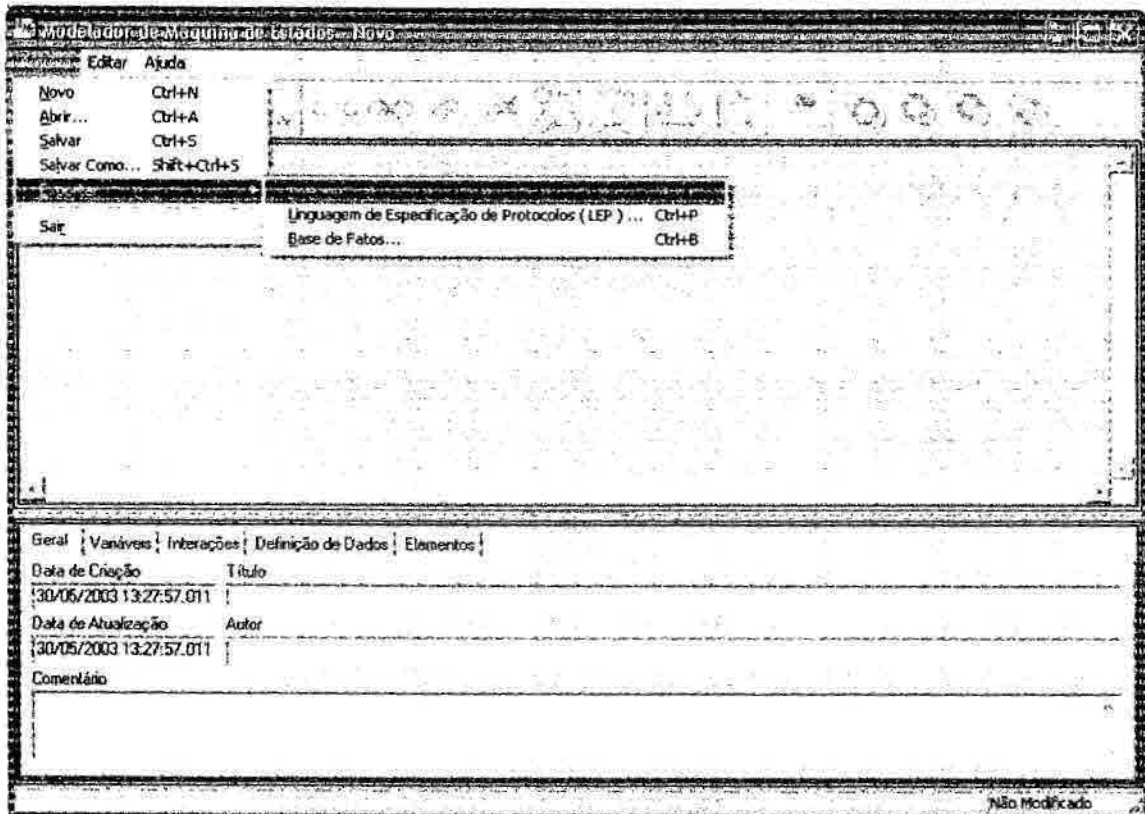 Modelador de Maquina de Estados - Novo
Editar Ajuda
Novo Ctrl+N
Abrir... Ctrl+A
Salvar Ctrl+S
Salvar Como... Shift+Ctrl+S
Linguagem de Especificação de Protocolos ( LEP ) ... Ctrl+P
Sair
Base de Fatos... Ctrl+B
Geral Variáveis Interações Definição de Dados Elementos
Data de Criação Título
30/05/2003 13:27:57.011
Data de Atualização Autor
30/05/2003 13:27:57.011
Comentário
Não Modificado